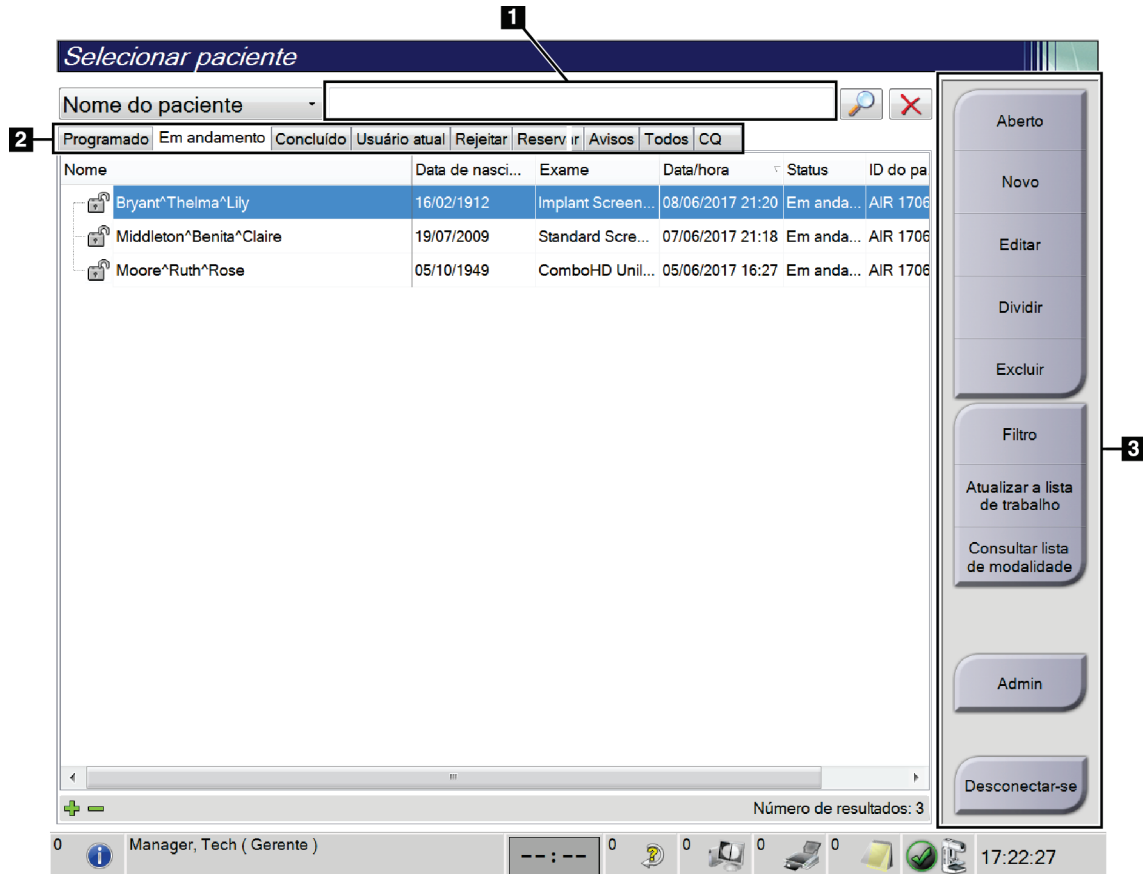 1
Selecionar paciente
Nome do paciente
2
Programado Em andamento Concluído Usuário atual Rejeitar Reservar Avisos Todos CQ
Nome Data de nasci... Exame Data/hora Status ID do pa
Bryant^Thelma^Lily 16/02/1912 Implant Screen... 08/06/2017 21:20 Em anda... AIR 1706
Middleton^Benita^Claire 19/07/2009 Standard Scre... 07/06/2017 21:18 Em anda... AIR 1706
Moore^Ruth^Rose 05/10/1949 ComboHD Unil... 05/06/2017 16:27 Em anda... AIR 1706
Número de resultados: 3
Aberto
Novo
Editar
Dividir
Excluir
Filtro
Atualizar a lista
de trabalho
Consultar lista
de modalidade
Admin
Desconectar-se
3
0 Manager, Tech ( Gerente ) --:-- 0 0 0 0 17:22:27